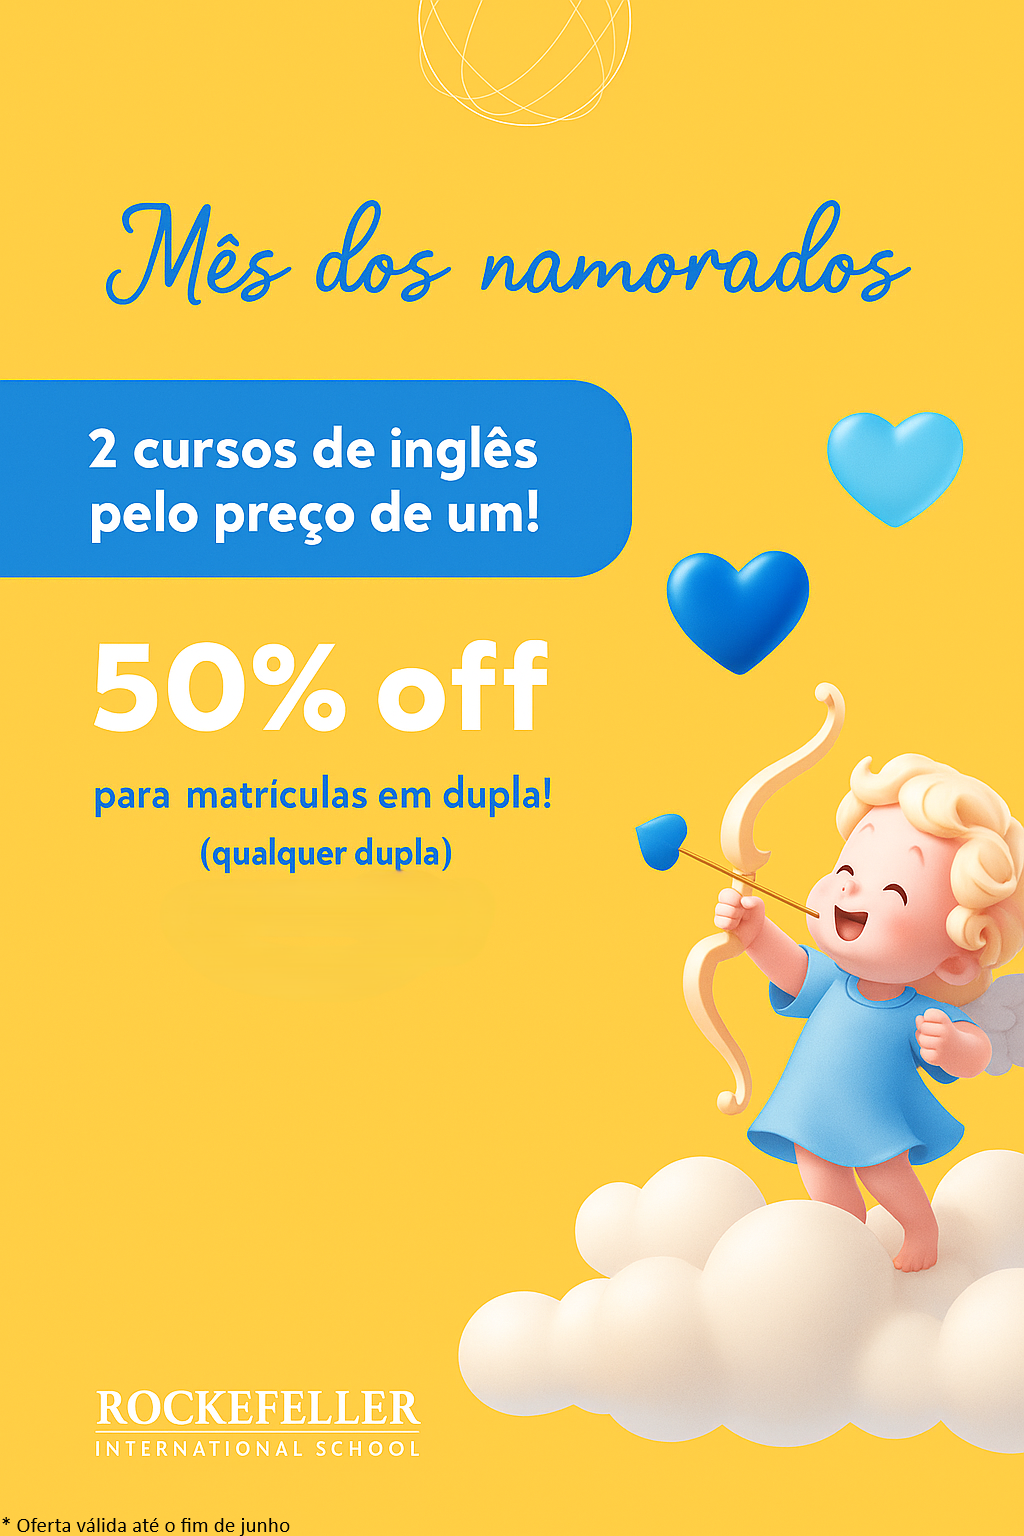 Mês dos namorados
2 cursos de inglês
pelo preço de um!
50% off
para matrículas em dupla!
(qualquer dupla)
ROCKEFELLER
INTERNATIONAL SCHOOL
* Oferta válida até o fim de junho